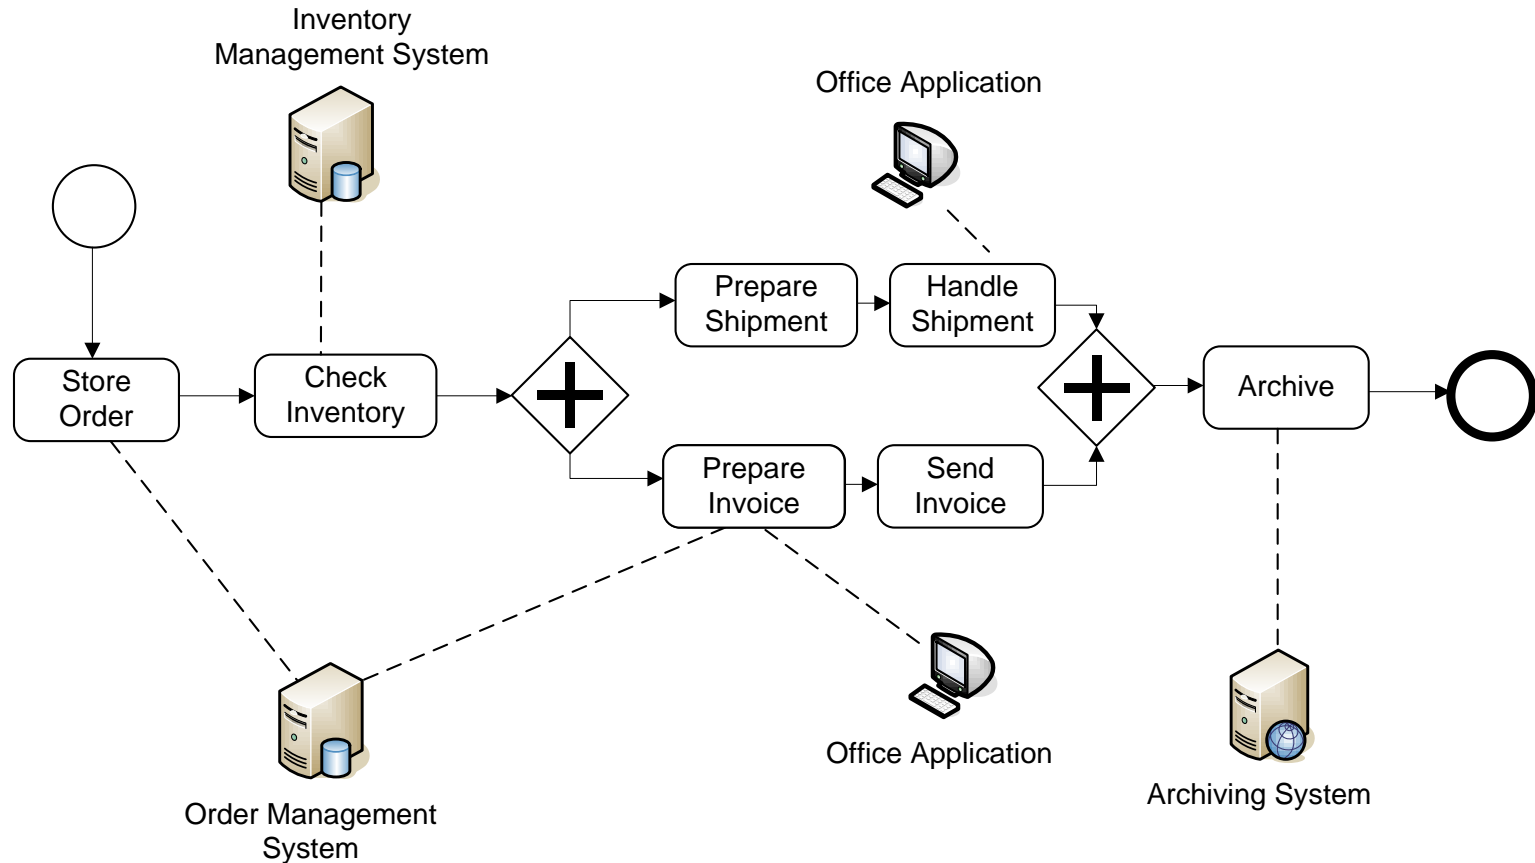 Inventory
Management System
Office Application
Prepare
Shipment
Handle
Shipment
Store
Order
Check
Inventory
Archive
Prepare
Invoice
Send
Invoice
Office Application
Archiving System
Order Management
System